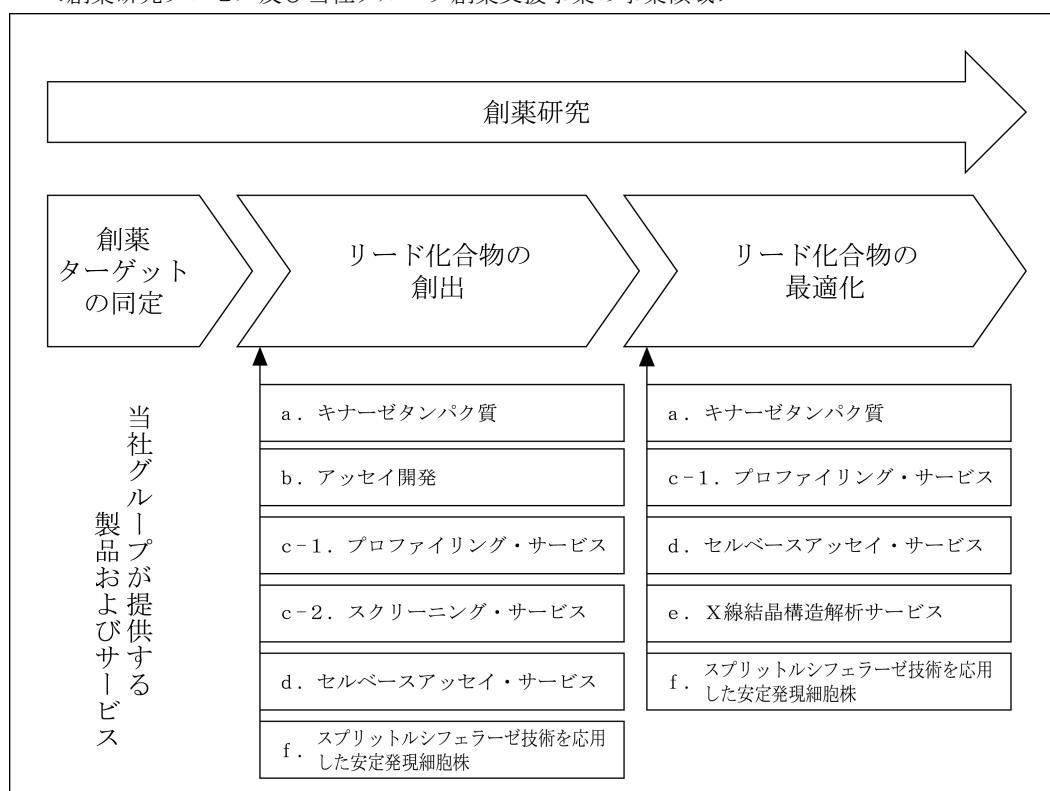 創薬研究
創薬
ターゲット
の同定
リード化合物の
創出
リード化合物の
最適化
当社グループが提供する
製品およびサービス
a．キナーゼタンパク質
b．アッセイ開発
c-1．プロファイリング・サービス
c-2．スクリーニング・サービス
d．セルベースアッセイ・サービス
f．スプリットルシフェラーゼ技術を応用
した安定発現細胞株
a．キナーゼタンパク質
c-1．プロファイリング・サービス
d．セルベースアッセイ・サービス
e．X線結晶構造解析サービス
f．スプリットルシフェラーゼ技術を応用
した安定発現細胞株